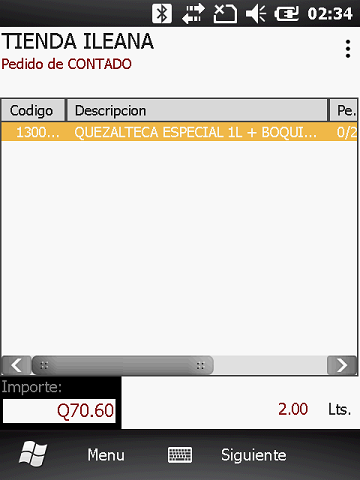 02:34
TIENDA ILEANA
Pedido de CONTADO
Codigo Descripcion Pe.
1300... QUEZALTECA ESPECIAL 1L + BOQUI... 0/2
Importe:
Q70.60 2.00 Lts.
Menu Siguiente